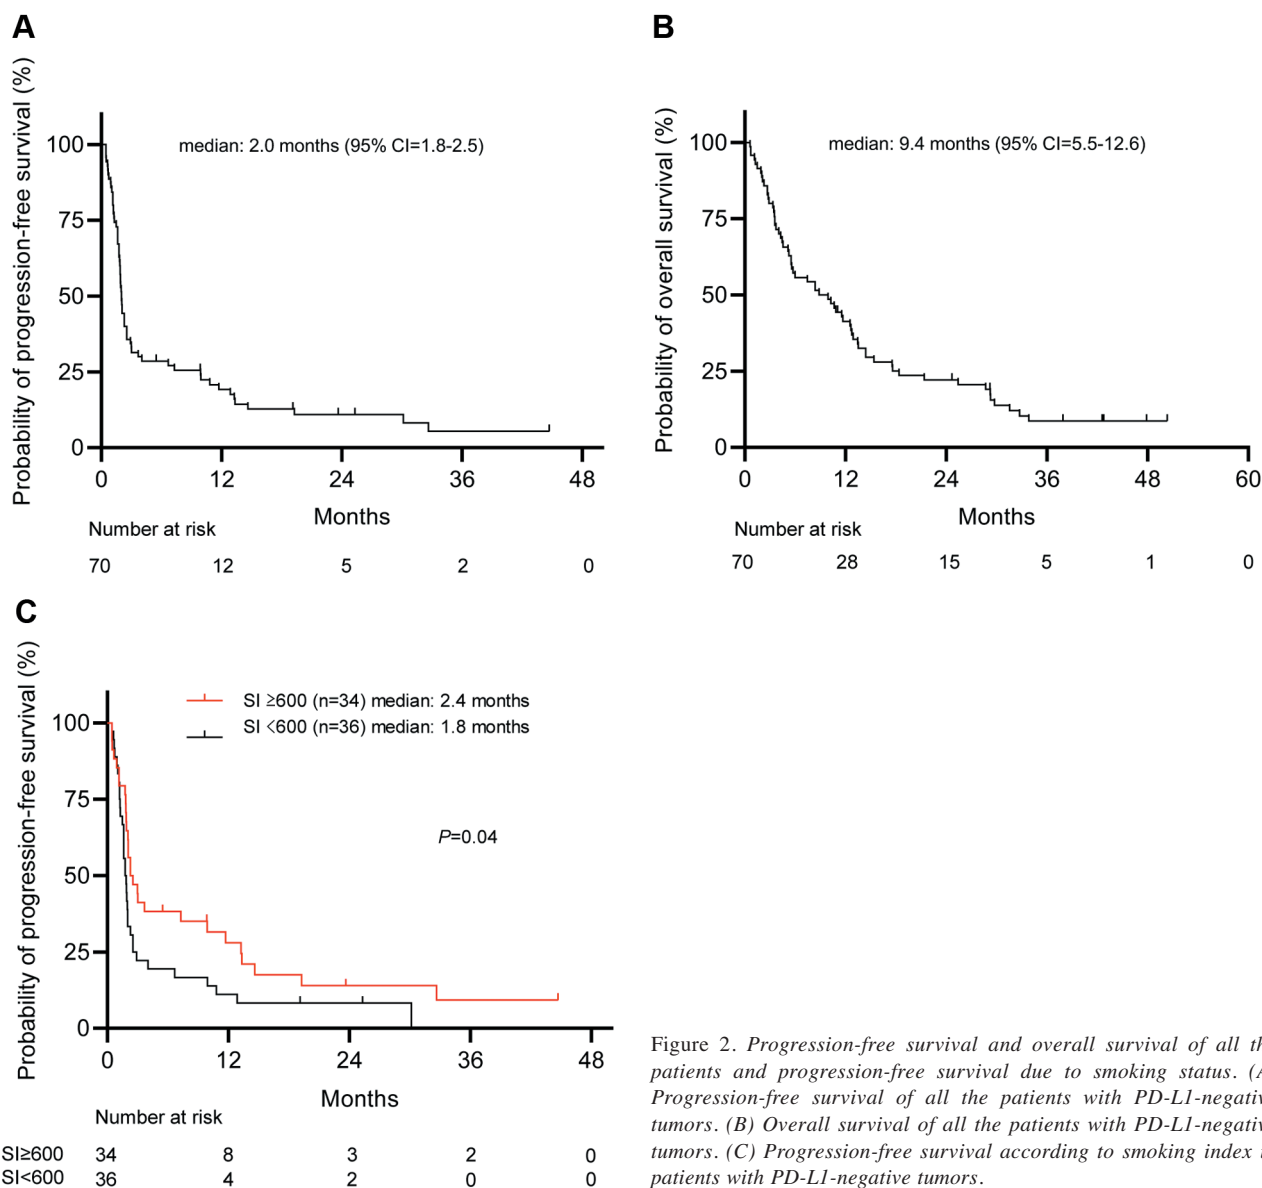 A
Probability of progression-free survival (%)
median: 2.0 months (95% CI=1.8-2.5)
100
75
50
25
0
0 12 24 36 48
Months
Number at risk
70 12 5 2 0
B
Probability of overall survival (%)
median: 9.4 months (95% CI=5.5-12.6)
100
75
50
25
0
0 12 24 36 48 60
Months
Number at risk
70 28 15 5 1 0
C
Probability of progression-free survival (%)
SI ≥600 (n=34) median: 2.4 months
SI <600 (n=36) median: 1.8 months
P=0.04
100
75
50
25
0
0 12 24 36 48
Months
Number at risk
SI≥600 34 8 3 2 0
SI<600 36 4 2 0 0
Figure 2. Progression-free survival and overall survival of all
patients and progression-free survival due to smoking status.
Progression-free survival of all the patients with
tumors. (B) Overall survival of all the patients with
tumors. (C) Progression-free survival according to smoking index
patients with PD-L1-negative tumors.